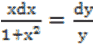 xdx/1+x² = dy/y